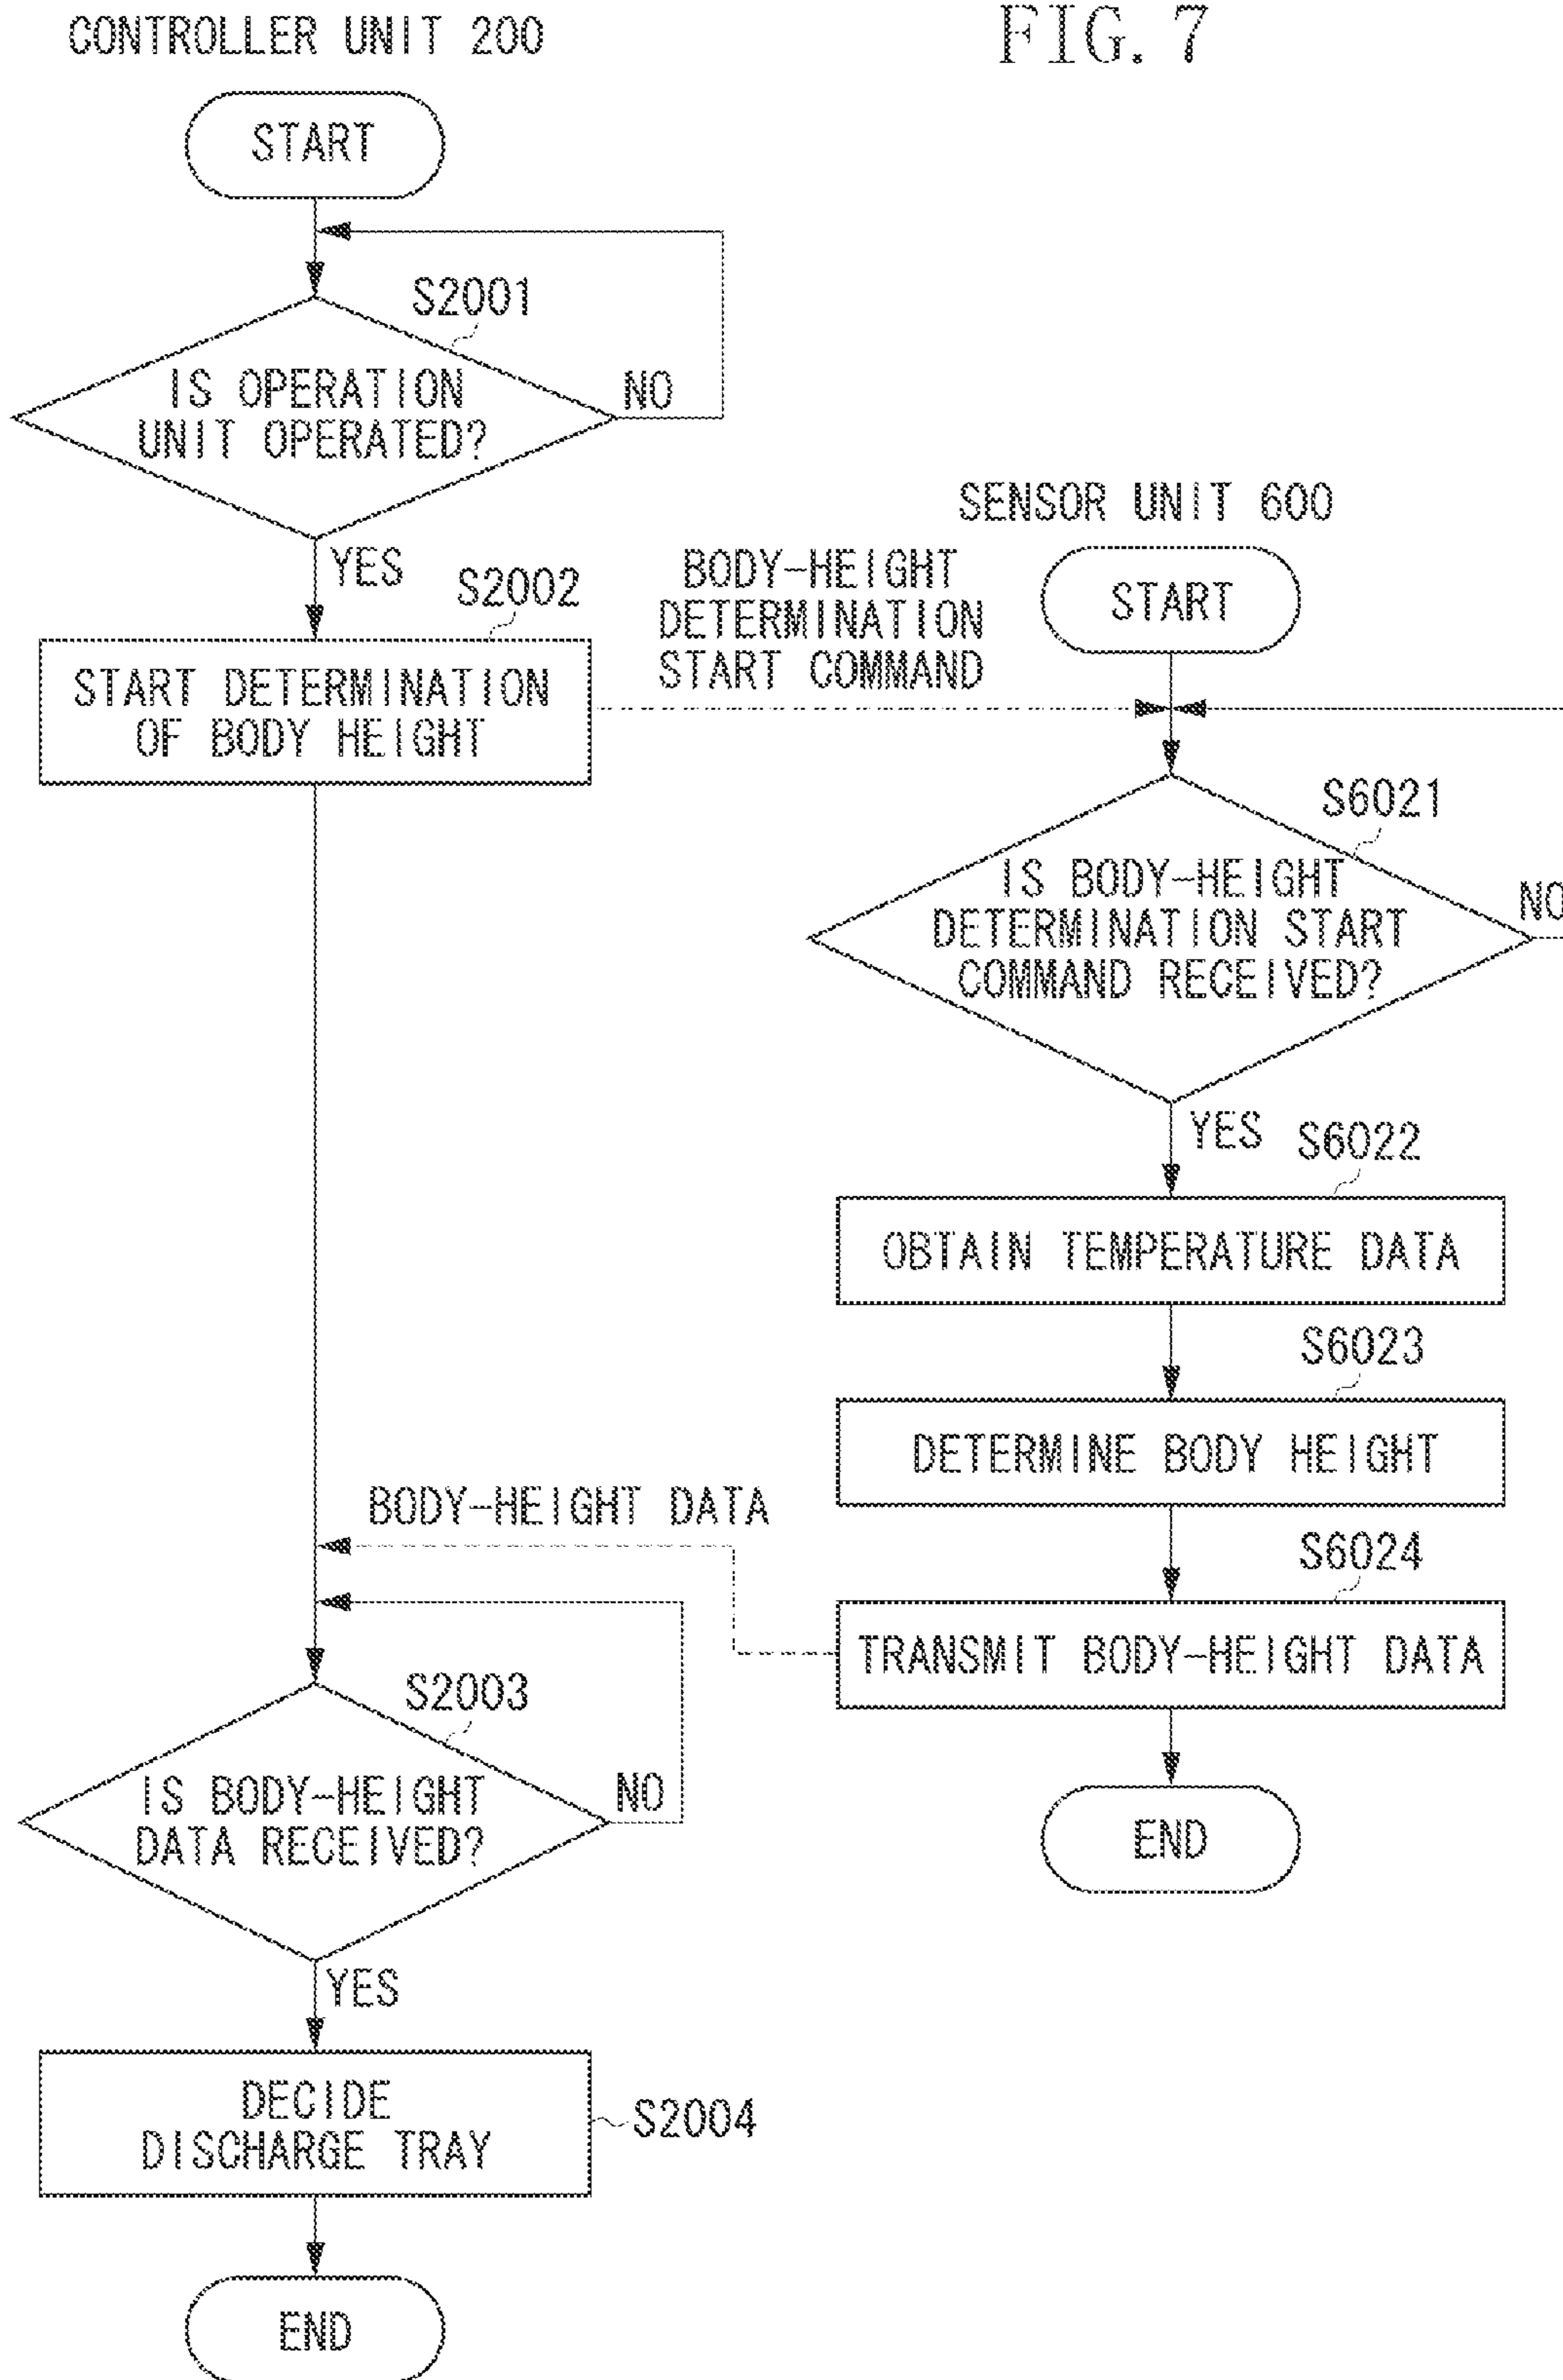 FIG. 7
CONTROLLER UNIT 200
START
S2001
IS OPERATION
UNIT OPERATED?
NO
YES
S2002
START DETERMINATION
OF BODY HEIGHT
BODY-HEIGHT
DETERMINATION
START COMMAND
SENSOR UNIT 600
START
S6021
IS BODY-HEIGHT
DETERMINATION START
COMMAND RECEIVED?
NO
YES
S6022
OBTAIN TEMPERATURE DATA
S6023
DETERMINE BODY HEIGHT
S6024
TRANSMIT BODY-HEIGHT DATA
END
BODY-HEIGHT DATA
S2003
IS BODY-HEIGHT
DATA RECEIVED?
NO
YES
DECIDE
DISCHARGE TRAY
S2004
END